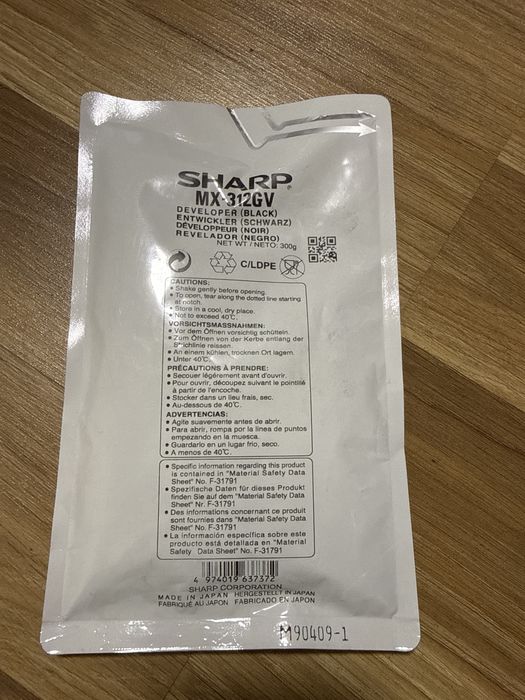 SHARP
MX-312GV
DEVELOPER (BLACK)
ENTWICKLER (SCHWARZ)
DÉVELOPPEUR (NOIR)
REVELADOR (NEGRO)
NET WT / NETO: 300g
C/LDPE
CAUTIONS:
• Shake gently before opening.
• To open, tear along the dotted line starting
at notch.
• Store in a cool, dry place.
• Not to exceed 40°C.
VORSICHTSMASSNAHMEN:
• Vor dem Öffnen vorsichtig schütteln.
• Zum Öffnen von der Kerbe entlang der
Strichlinie reissen.
• An einem kühlen, trocknen Ort lagern.
• Unter 40°C.
PRÉCAUTIONS À PRENDRE:
• Secouer légérement avant d'ouvrir.
• Pour ouvrir, découpez suivant le pointillé
à partir de l'encoche.
• Stocker dans un lieu frais, sec.
• Au-dessous de 40°C.
ADVERTENCIAS:
• Agite suavemente antes de abrir.
• Para abrir, rompa por la línea de puntos
empezando en la muesca.
• Guardarlo en un lugar frío, seco.
• A menos de 40°C.
• Specific information regarding this product
is contained in "Material Safety Data
Sheet" No. F-31791
• Spezifische Daten für dieses Produkt
finden Sie auf dem "Material Safety Data
Sheet" Nr. F-31791
• Des informations concernant ce produit
sont fournies dans "Material Safety Data
Sheet" No. F-31791
• La información específica sobre este
producto está detallada en "Material
Safety Data Sheet" No. F-31791
4 974019 637372
SHARP CORPORATION
MADE IN JAPAN HERGESTELLT IN JAPAN
FABRIQUÉ AU JAPON FABRICADO EN JAPÓN
M90409-1